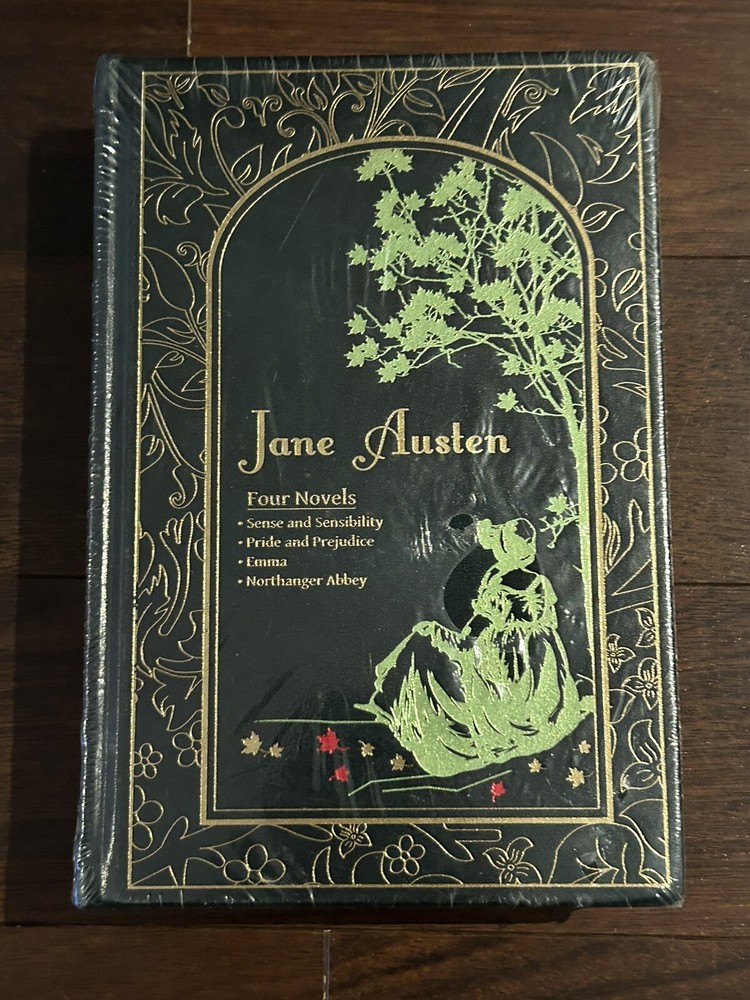 Jane Austen
Four Novels
• Sense and Sensibility
• Pride and Prejudice
• Emma
• Northanger Abbey